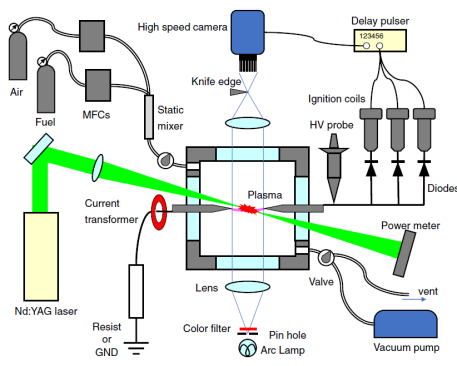 High speed camera
Delay pulser
123456
Knife edge
Air
Fuel
MFCs
Static
mixer
Ignition coils
HV probe
Plasma
Diodes
Current
transformer
Power meter
Nd:YAG laser
Lens
Valve
vent
Resist
or
GND
Color filter
Pin hole
Arc Lamp
Vacuum pump